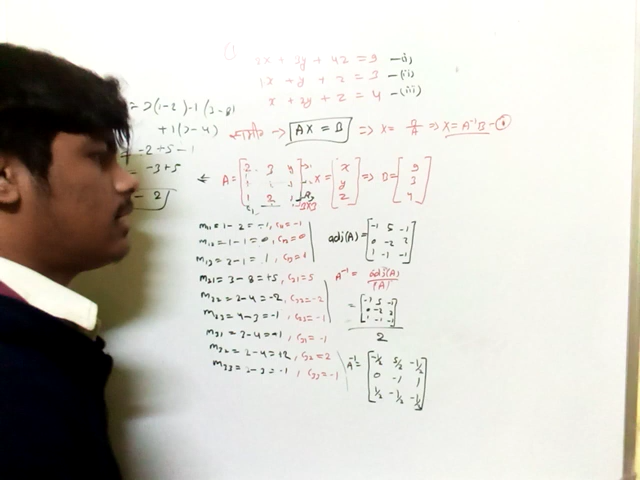 (1
2x + 3y + 4z = 9 —(i)
1x + y + z = 3 —(ii)
x + 2y + z = 4 —(iii)
= 2(1-2)-1(3-8)
+1(3-4)
-2+5-1
-3+5
2
→ AX = B ⇒ X = B/A ⇒ X = A⁻¹B —
← A = [2 3 4
1 1 1
1 2 1]3x3
X = [x
y
z]
⇒ B = [9
3
4]
m11 = 1-2 = -1, c11 = -1
m12 = 1-1 = 0, c12 = 0
m13 = 2-1 = 1, c13 = 1
m21 = 3-8 = +5, c21 = 5
m22 = 2-4 = -2, c22 = -2
m23 = 4-3 = -1, c23 = -1
m31 = 3-4 = -1, c31 = -1
m32 = 2-4 = +2, c32 = 2
m33 = 2-3 = -1, c33 = -1
adj(A) = [-1 5 -1
0 -2 2
1 -1 -1]
A⁻¹ = adj(A)
|A|
= [-1 5 -1
0 -2 2
1 -1 -1]
2
A⁻¹ = [-1/2 5/2 -1/2
0 -1 1
1/2 -1/2 -1/2]